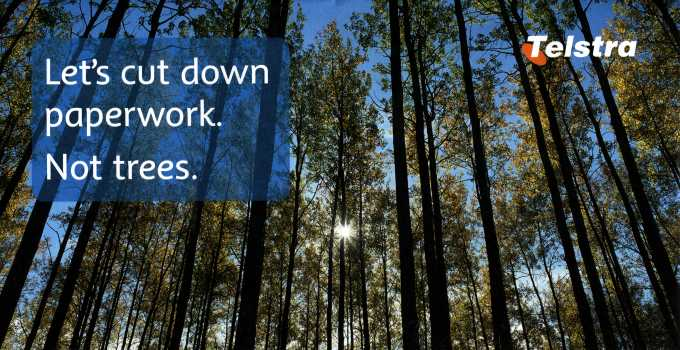 Let's cut down
paperwork.
Not trees.
Telstra